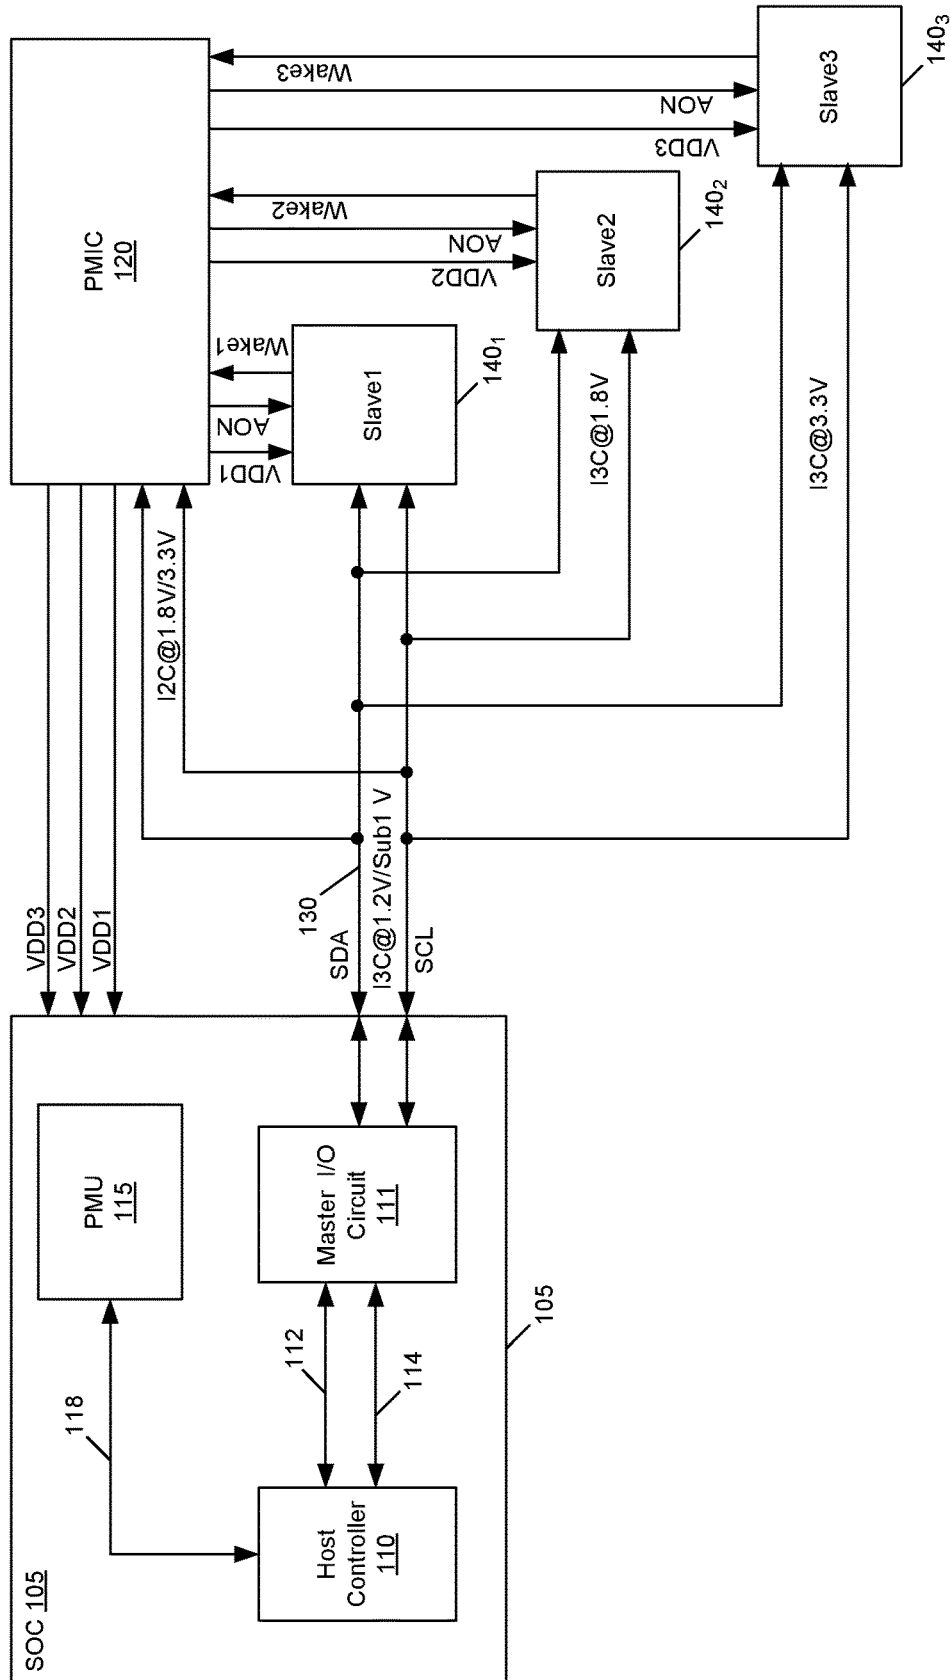 SOC 105
Host
Controller
110
118
112
114
PMU
115
Master I/O
Circuit
111
105
VDD3
VDD2
VDD1
SDA
130
I3C@1.2V/Sub1 V
SCL
I2C@1.8V/3.3V
PMIC
120
VDD1
AON
Wake1
Slave1
140₁
VDD2
AON
Wake2
Slave2
140₂
I3C@1.8V
VDD3
AON
Wake3
Slave3
140₃
I3C@3.3V